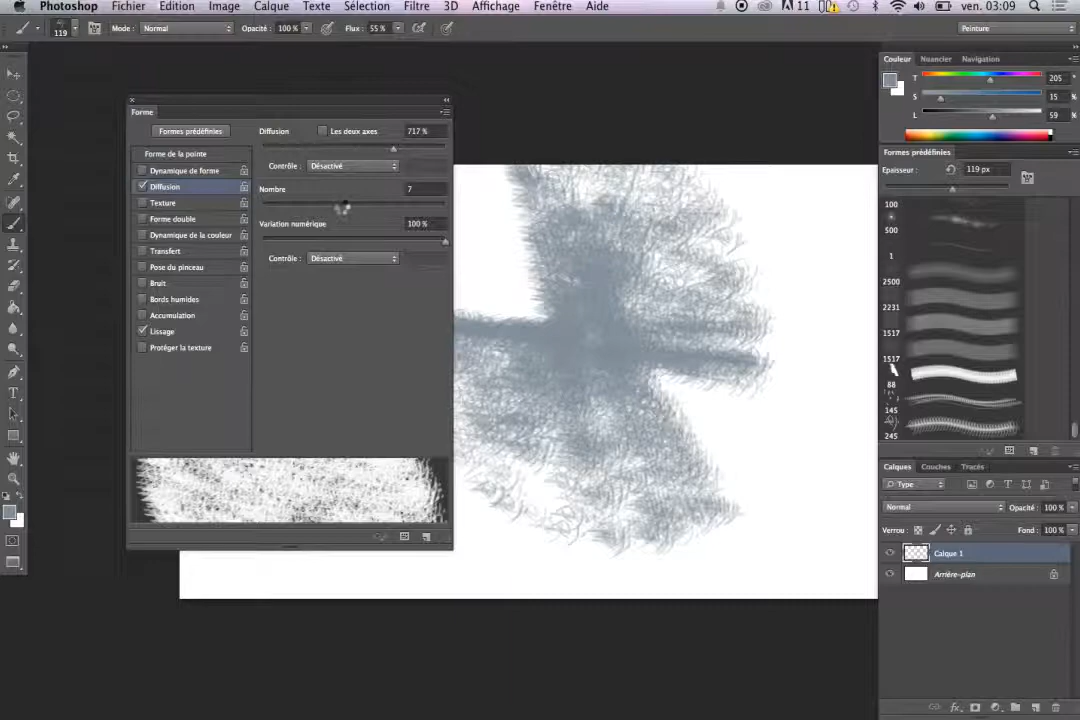 Photoshop Fichier Edition Image Calque Texte Sélection Filtre 3D Affichage Fenêtre Aide 11 ven. 03:09
119 Mode : Normal Opacité : 100 % Flux : 55 % Peinture
Forme
Formes prédéfinies
Forme de la pointe
Dynamique de forme
Diffusion
Texture
Forme double
Dynamique de la couleur
Transfert
Pose du pinceau
Bruit
Bords humides
Accumulation
Lissage
Protéger la texture
Diffusion Les deux axes 717 %
Contrôle : Désactivé
Nombre 7
Variation numérique 100 %
Contrôle : Désactivé
Couleur Nuancier Navigation
T 205 °
S 15 %
L 59 %
Formes prédéfinies
Epaisseur : 119 px
100
500
1
2500
2231
1517
1517
88
145
245
Calques Couches Tracés
Type
Normal Opacité : 100 %
Verrou : Fond : 100 %
Calque 1
Arrière-plan